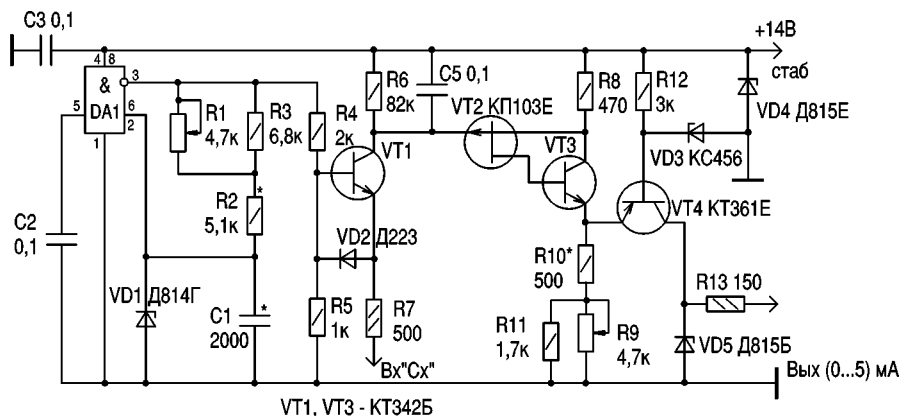 C3 0,1
+14В
стаб
4
8
&
DA1
3
5
6
2
1
R1
4,7к
R3
6,8к
R4
2к
R6
82к
C5 0,1
VT2 КП103Е
R8
470
R12
3к
VD4 Д815Е
VT1
VT3
VD3 КС456
R2
*
5,1к
C2
0,1
VD2 Д223
VT4 КТ361Е
R10*
500
R13 150
VD1 Д814Г
C1
*
2000
R5
1к
R7
500
R11
1,7к
R9
4,7к
VD5 Д815Б
Вх"Сх"
Вых (0...5) мА
VT1, VT3 - КТ342Б